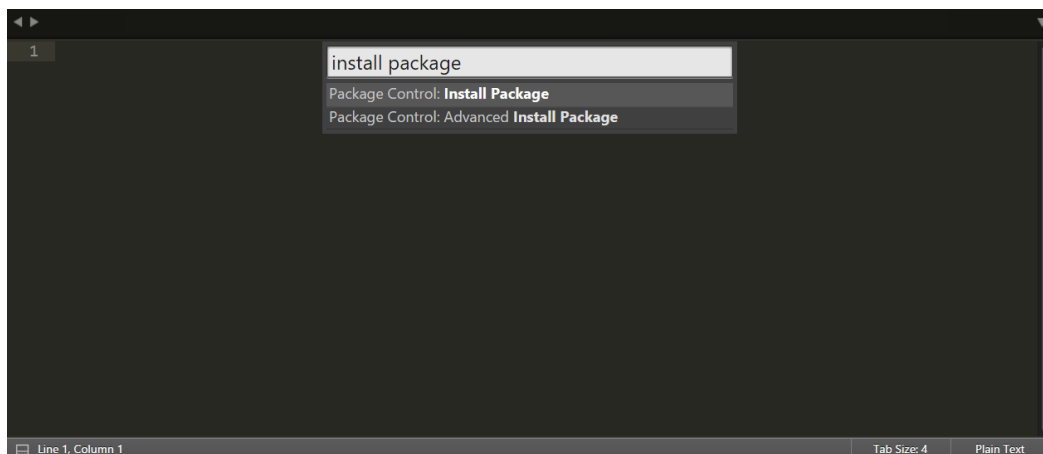 1
install package
Package Control: Install Package
Package Control: Advanced Install Package
Line 1, Column 1
Tab Size: 4
Plain Text